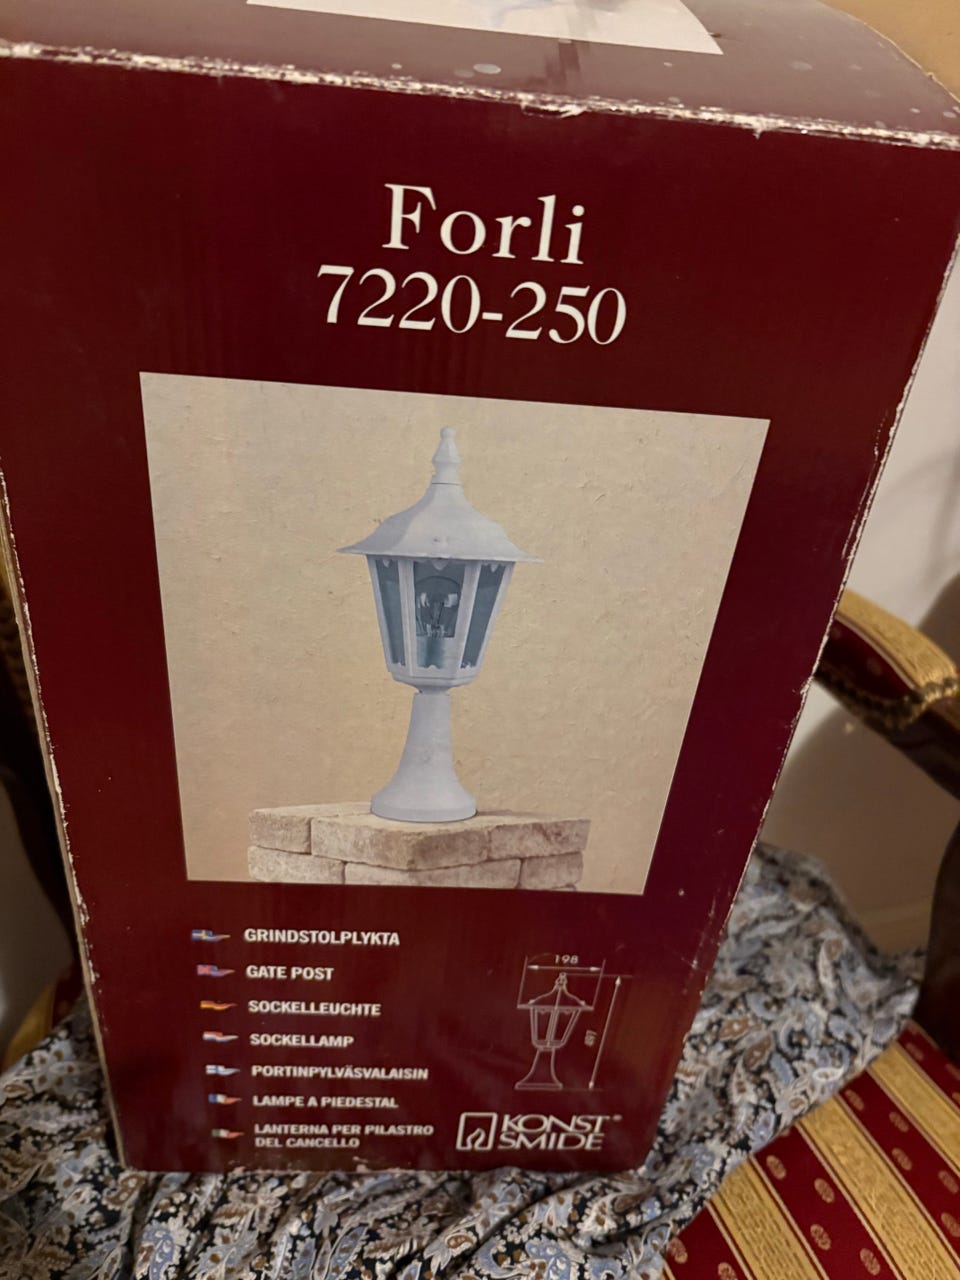 Forli
7220-250
GRINDSTOLPLYKTA
GATE POST
SOCKELLEUCHTE
SOCKELLAMP
PORTINPYLVÄSVALAISIN
LAMPE A PIEDESTAL
LANTERNA PER PILASTRO
DEL CANCELLO
198
KONST
SMIDE